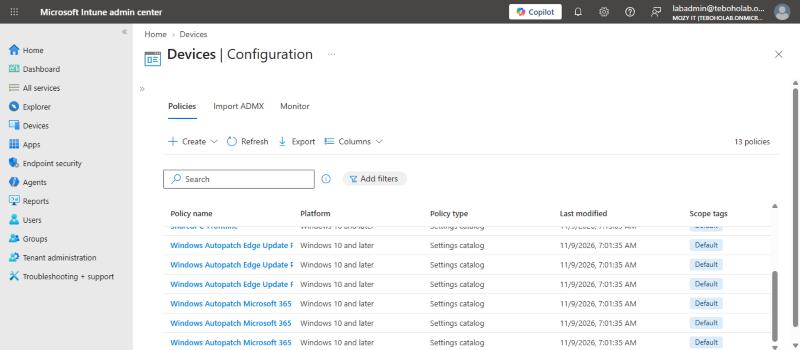 Microsoft Intune admin center
Copilot
labadmin@teboholab.o...
MOZY IT (TEBOHOLAB.ONMICR...
Home
Dashboard
All services
Explorer
Devices
Apps
Endpoint security
Agents
Reports
Users
Groups
Tenant administration
Troubleshooting + support
Home > Devices
Devices | Configuration
Policies Import ADMX Monitor
Create Refresh Export Columns 13 policies
Search Add filters
Policy name Platform Policy type Last modified Scope tags
Windows 10 and later Settings catalog Default
Windows Autopatch Edge Update P Windows 10 and later Settings catalog 11/9/2026, 7:01:35 AM Default
Windows Autopatch Edge Update P Windows 10 and later Settings catalog 11/9/2026, 7:01:35 AM Default
Windows Autopatch Edge Update P Windows 10 and later Settings catalog 11/9/2026, 7:01:35 AM Default
Windows Autopatch Microsoft 365 Windows 10 and later Settings catalog 11/9/2026, 7:01:35 AM Default
Windows Autopatch Microsoft 365 Windows 10 and later Settings catalog 11/9/2026, 7:01:35 AM Default
Windows Autopatch Microsoft 365 Windows 10 and later Settings catalog 11/9/2026, 7:01:35 AM Default